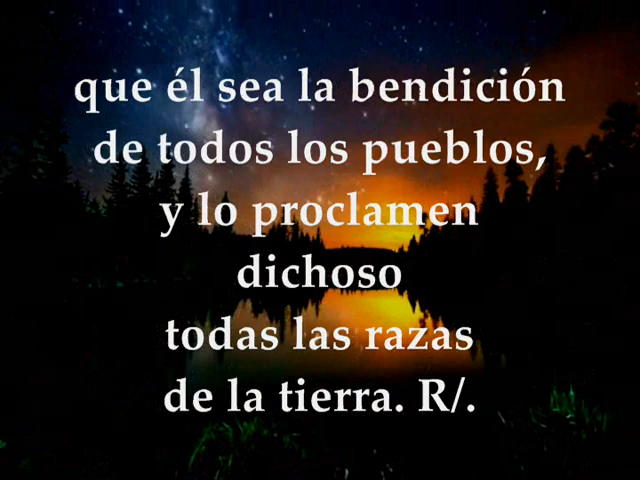 que él sea la bendición
de todos los pueblos,
y lo proclamen
dichoso
todas las razas
de la tierra. R/.